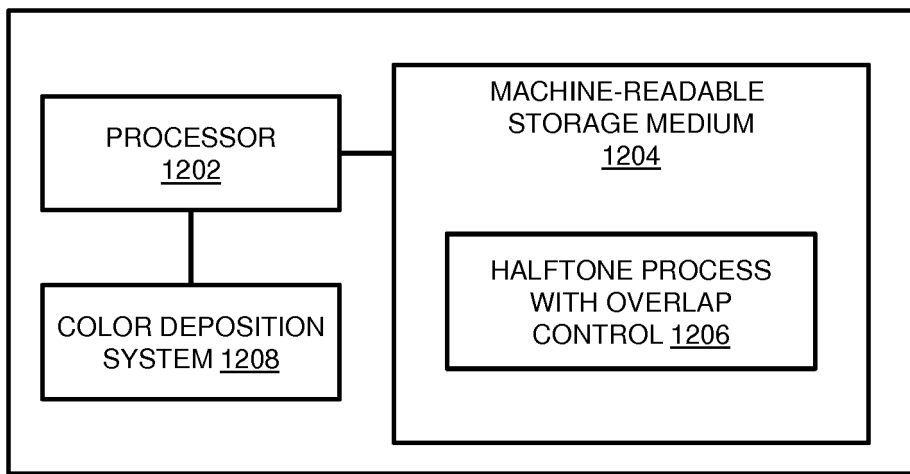 PROCESSOR
1202
MACHINE-READABLE
STORAGE MEDIUM
1204
COLOR DEPOSITION
SYSTEM 1208
HALFTONE PROCESS
WITH OVERLAP
CONTROL 1206